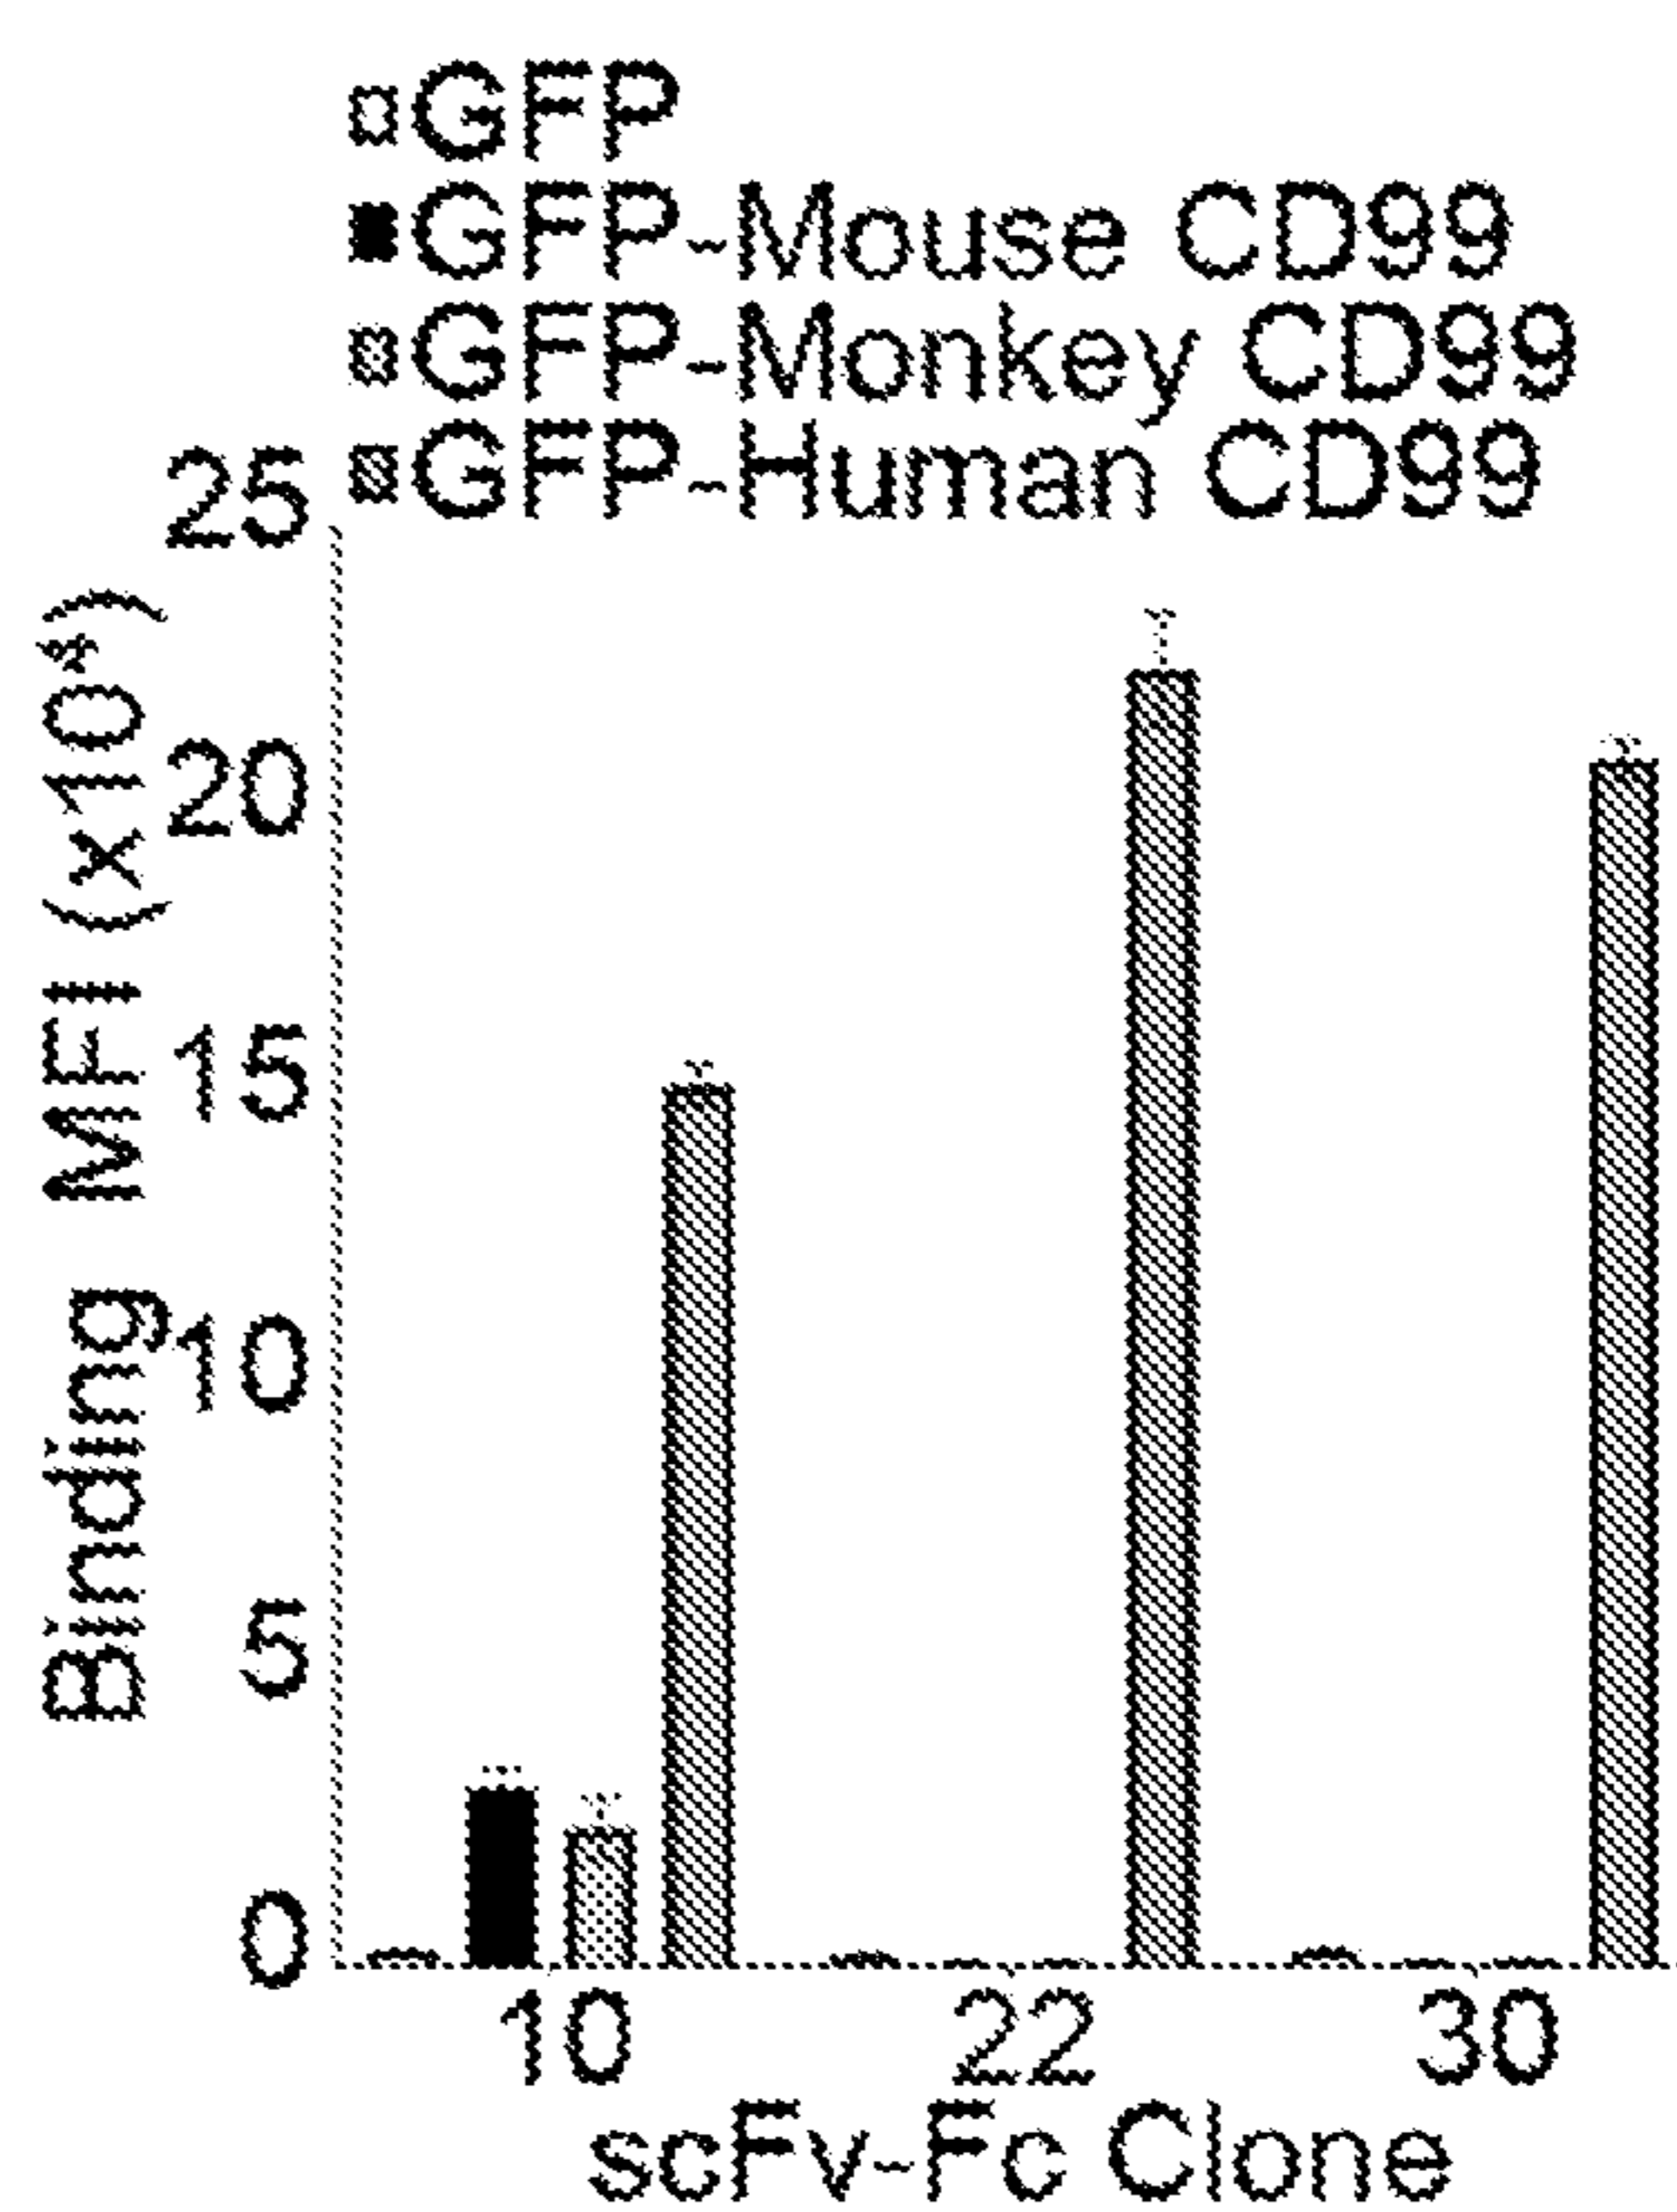 GFP
GFP-Mouse CD99
GFP-Monkey CD99
GFP-Human CD99
25
20
15
10
5
0
Binding MFI (x10⁴)
10 22 30
scFv-Fc Clone